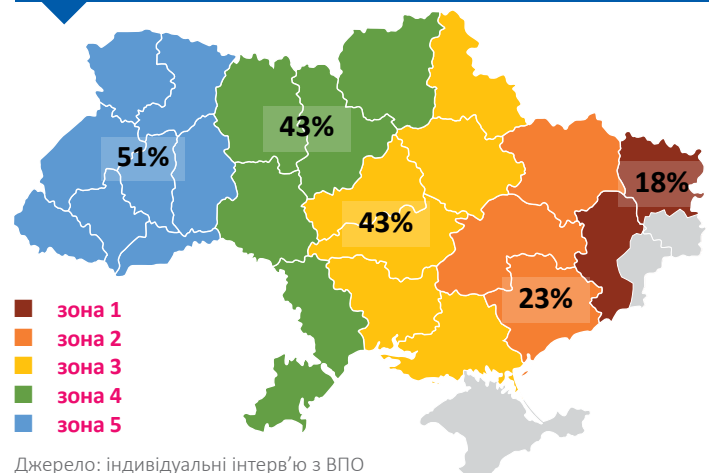 43%
51%
18%
43%
23%
зона 1
зона 2
зона 3
зона 4
зона 5
Джерело: індивідуальні інтерв’ю з ВПО